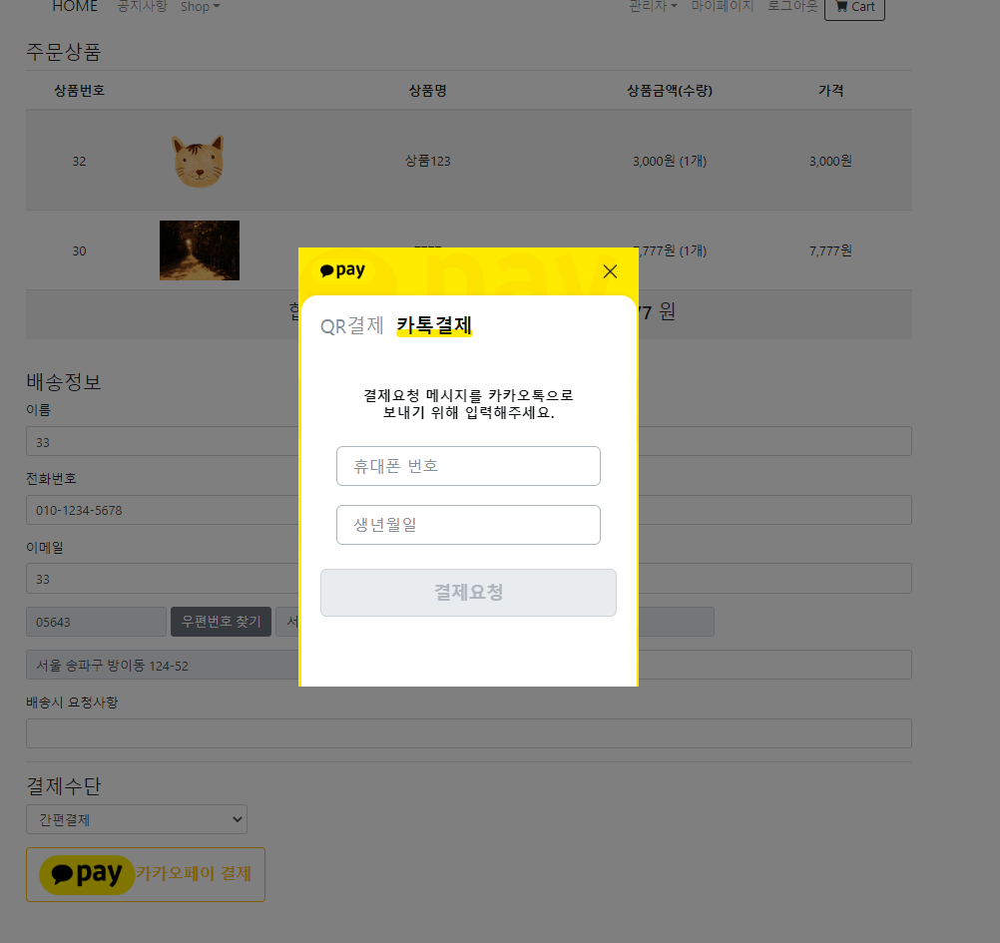 HOME 공지사항 Shop 관리자 마이페이지 로그아웃 Cart
주문상품
상품번호 상품명 상품금액(수량) 가격
32 상품123 3,000원 (1개) 3,000원
30 7,777원 (1개) 7,777원
77 원
pay
QR결제 카톡결제
결제요청 메시지를 카카오톡으로
보내기 위해 입력해주세요.
휴대폰 번호
생년월일
결제요청
배송정보
이름
33
전화번호
010-1234-5678
이메일
33
05643 우편번호 찾기 서
서울 송파구 방이동 124-52
배송시 요청사항
결제수단
간편결제
pay 카카오페이 결제